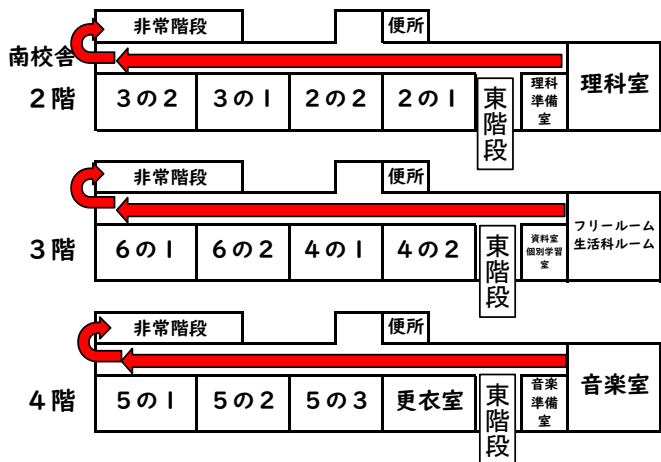 非常階段 便所
南校舎
2階 3の2 3の1 2の2 2の1 東階段 理科準備室 理科室
非常階段 便所
3階 6の1 6の2 4の1 4の2 東階段 資料室個別学習室 フリールーム生活科ルーム
非常階段 便所
4階 5の1 5の2 5の3 更衣室 東階段 音楽準備室 音楽室